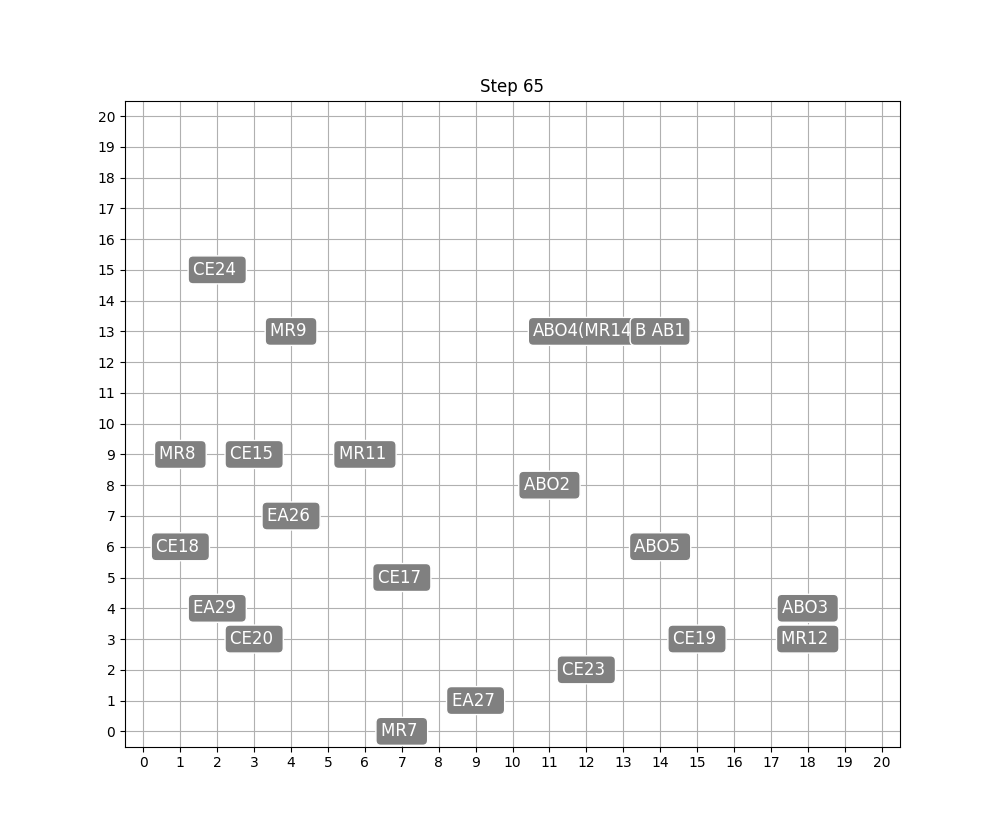 Step 65
20
19
18
17
16
15 CE24
14
13 MR9 ABO4(MR14 B AB1
12
11
10
9 MR8 CE15 MR11
8 ABO2
7 EA26
6 CE18 ABO5
5 CE17
4 EA29 ABO3
3 CE20 CE19 MR12
2 CE23
1 EA27
0 MR7
0 1 2 3 4 5 6 7 8 9 10 11 12 13 14 15 16 17 18 19 20